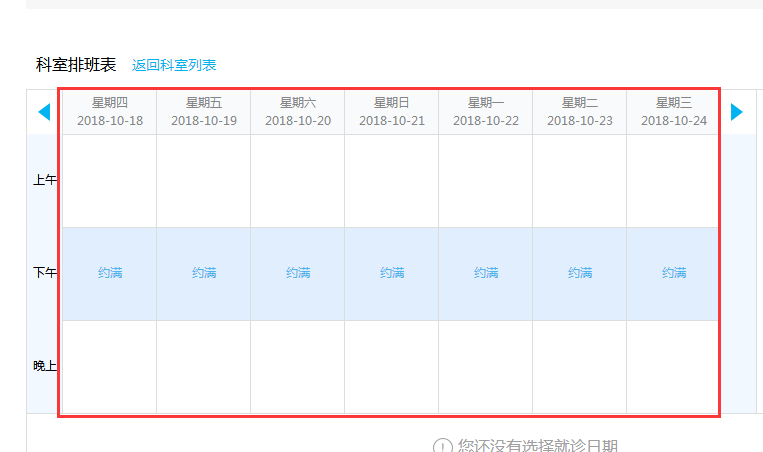 科室排班表 返回科室列表
星期四 星期五 星期六 星期日 星期一 星期二 星期三
2018-10-18 2018-10-19 2018-10-20 2018-10-21 2018-10-22 2018-10-23 2018-10-24
上午
下午 约满 约满 约满 约满 约满 约满 约满
晚上
您还没有选择就诊日期